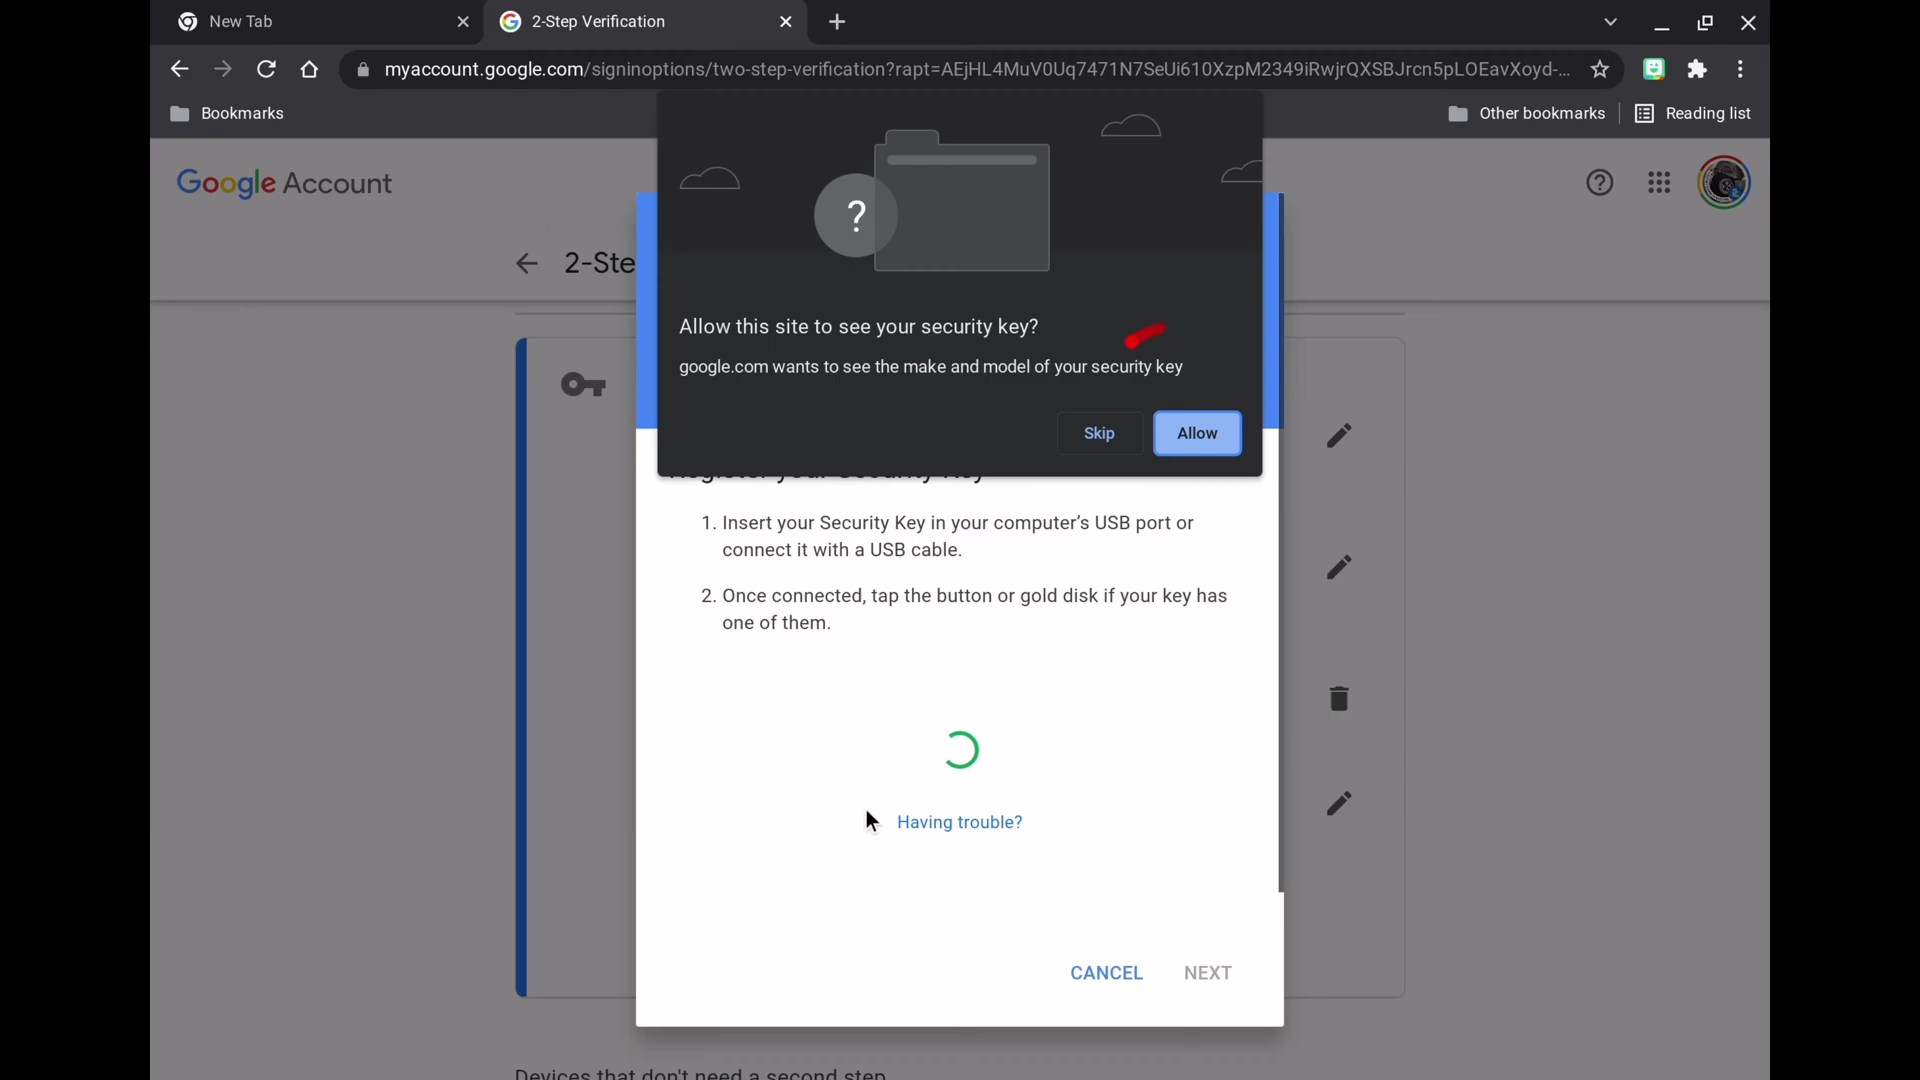 New Tab
2-Step Verification
myaccount.google.com/signinoptions/two-step-verification?rapt=AEjHL4MuV0Uq7471N7SeUi610XzpM2349iRwjrQXSBJrcn5pLOEavXoyd-...
Bookmarks
Other bookmarks
Reading list
Google Account
2-Ste
?
Allow this site to see your security key?
google.com wants to see the make and model of your security key
Skip
Allow
Register your Security Key
1. Insert your Security Key in your computer's USB port or
connect it with a USB cable.
2. Once connected, tap the button or gold disk if your key has
one of them.
Having trouble?
CANCEL
NEXT
Devices that don't need a second step